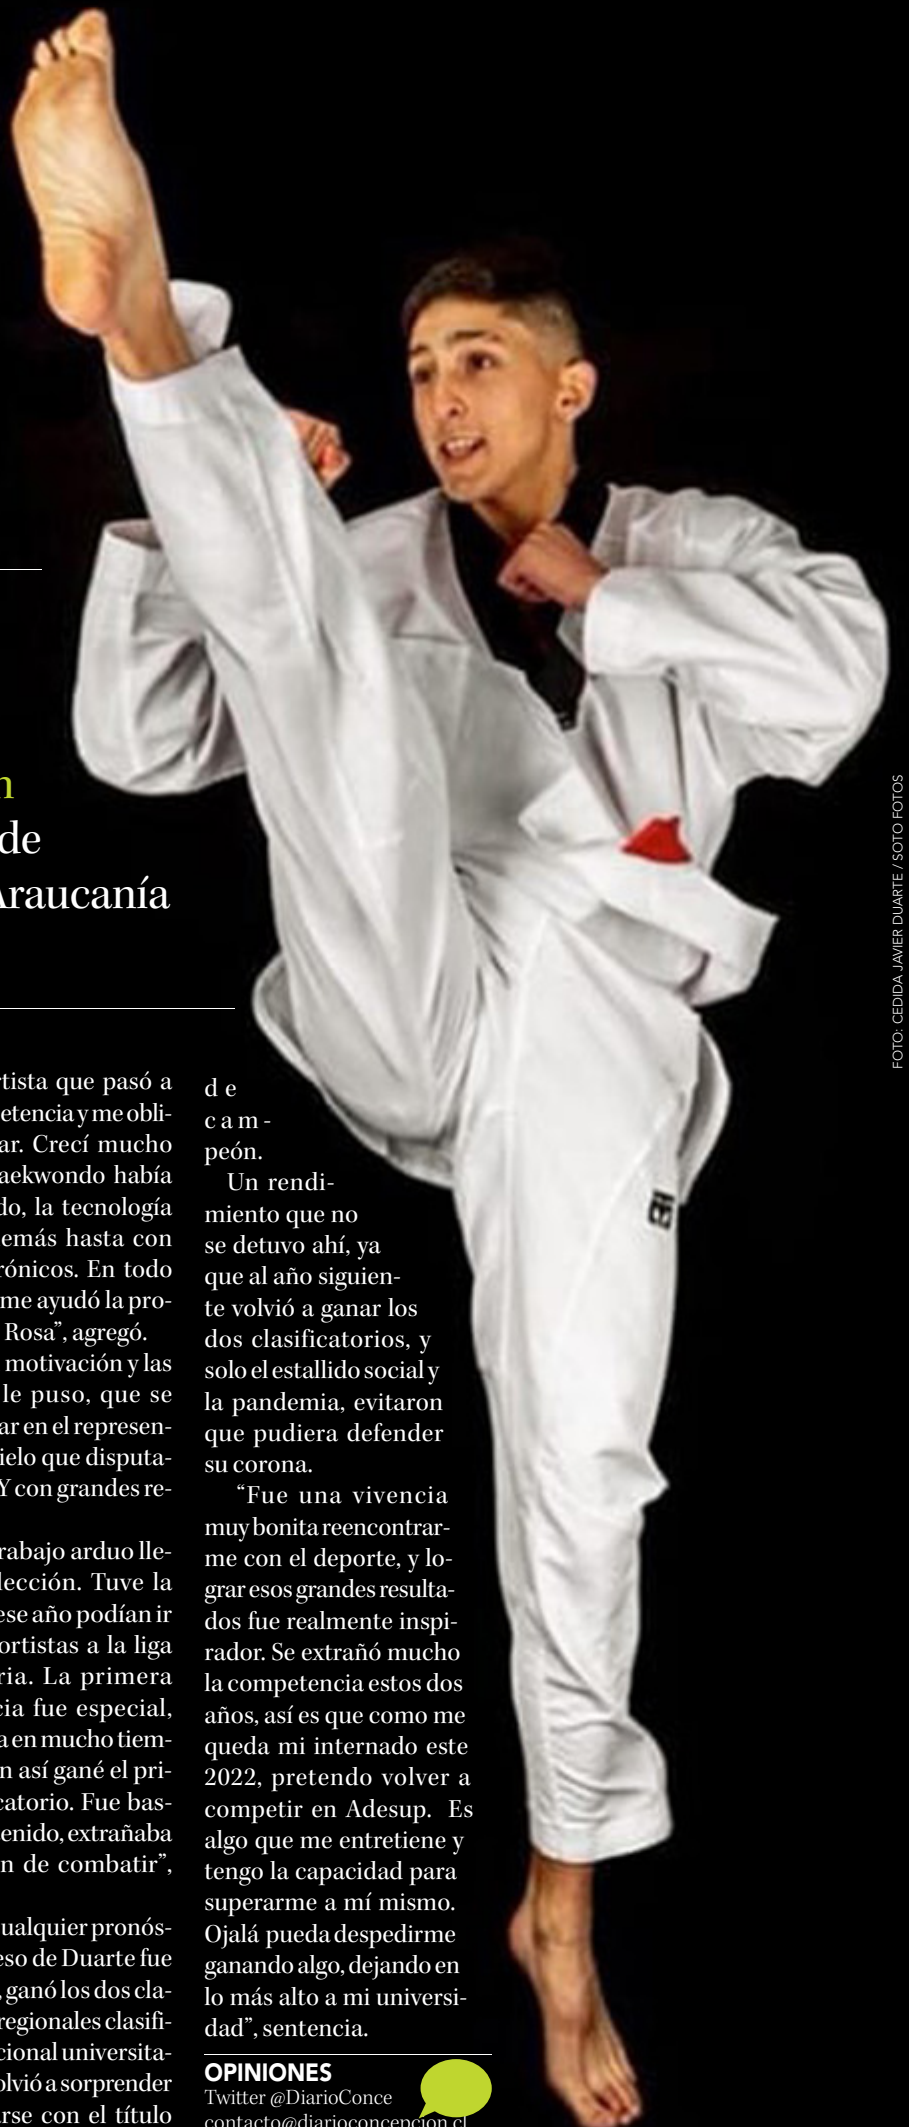 n
de
Araucanía
rtista que pasó a
petencia y me obli-
ar. Crecí mucho
aekwondo había
do, la tecnología
emás hasta con
rónicos. En todo
me ayudó la pro-
Rosa”, agregó.
motivación y las
le puso, que se
ar en el represen-
ielo que disputa-
Y con grandes re-
rabajo arduo lle-
lección. Tuve la
ese año podían ir
ortistas a la liga
ria. La primera
cia fue especial,
a en mucho tiem-
n así gané el pri-
catorio. Fue bas-
tenido, extrañaba
n de combatir”,
ualquier pronós-
eso de Duarte fue
, ganó los dos cla-
regionales clasifi-
cional universita-
olvió a sorprender
rse con el título
de
cam-
peón.
Un rendi-
miento que no
se detuvo ahí, ya
que al año siguien-
te volvió a ganar los
dos clasificatorios, y
solo el estallido social y
la pandemia, evitaron
que pudiera defender
su corona.
“Fue una vivencia
muy bonita reencontrar-
me con el deporte, y lo-
grar esos grandes resulta-
dos fue realmente inspi-
rador. Se extrañó mucho
la competencia estos dos
años, así es que como me
queda mi internado este
2022, pretendo volver a
competir en Adesup. Es
algo que me entretiene y
tengo la capacidad para
superarme a mí mismo.
Ojalá pueda despedirme
ganando algo, dejando en
lo más alto a mi universi-
dad”, sentencia.
OPINIONES
Twitter @DiarioConce
contacto@diarioconcepcion.cl
FOTO: CEDIDA JAVIER DUARTE / SOTO FOTOS